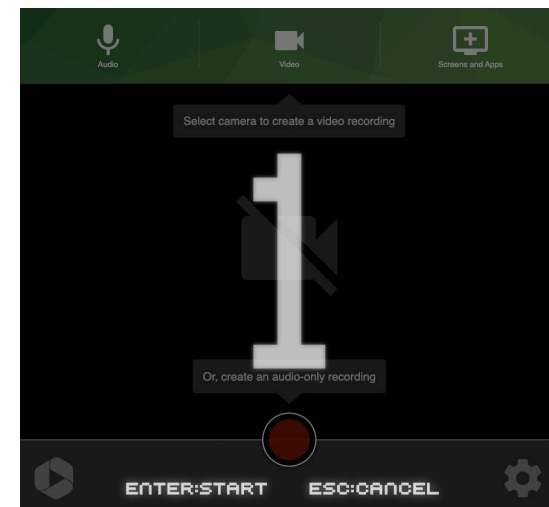 Audio Video Screens and Apps
Select camera to create a video recording
1
Or, create an audio-only recording
ENTER:START ESC:CANCEL